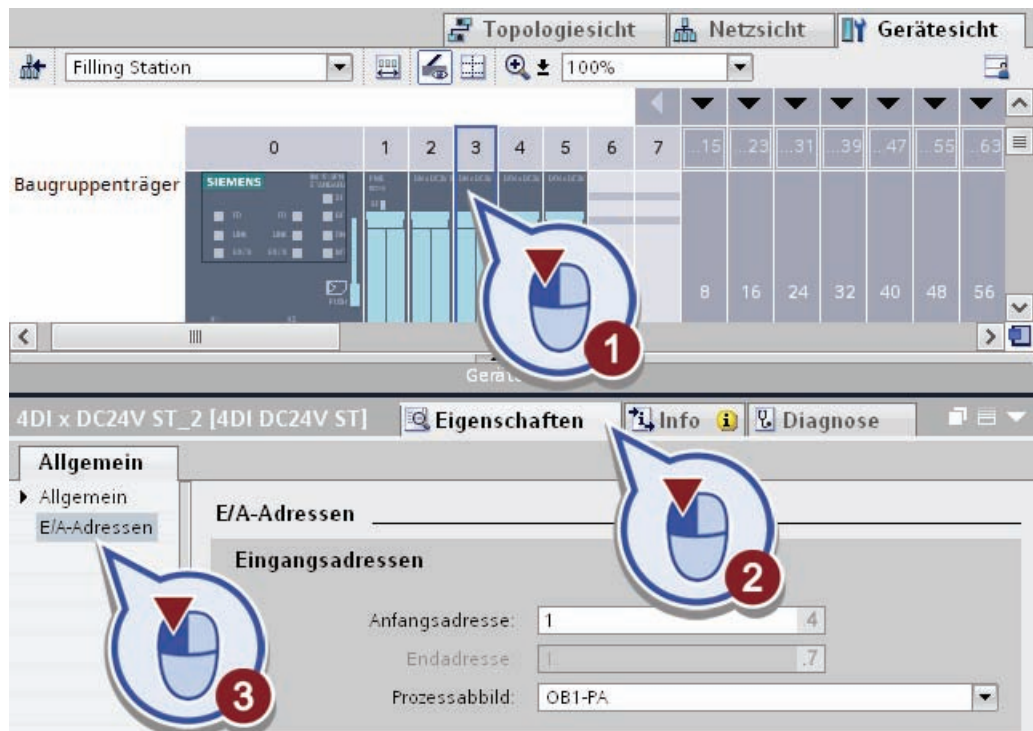 Topologiesicht Netzsicht Gerätesicht
Filling Station 100%
0 1 2 3 4 5 6 7 ...15 ...23 ...31 ...39 ...47 ...55 ...63
Baugruppenträger SIEMENS
8 16 24 32 40 48 56
1
4DI x DC24V ST_2 [4DI DC24V ST] Eigenschaften Info Diagnose
Allgemein
Allgemein
E/A-Adressen
E/A-Adressen
Eingangsadressen
2
Anfangsadresse: 1 .4
Endadresse 1. .7
Prozessabbild: OB1-PA
3